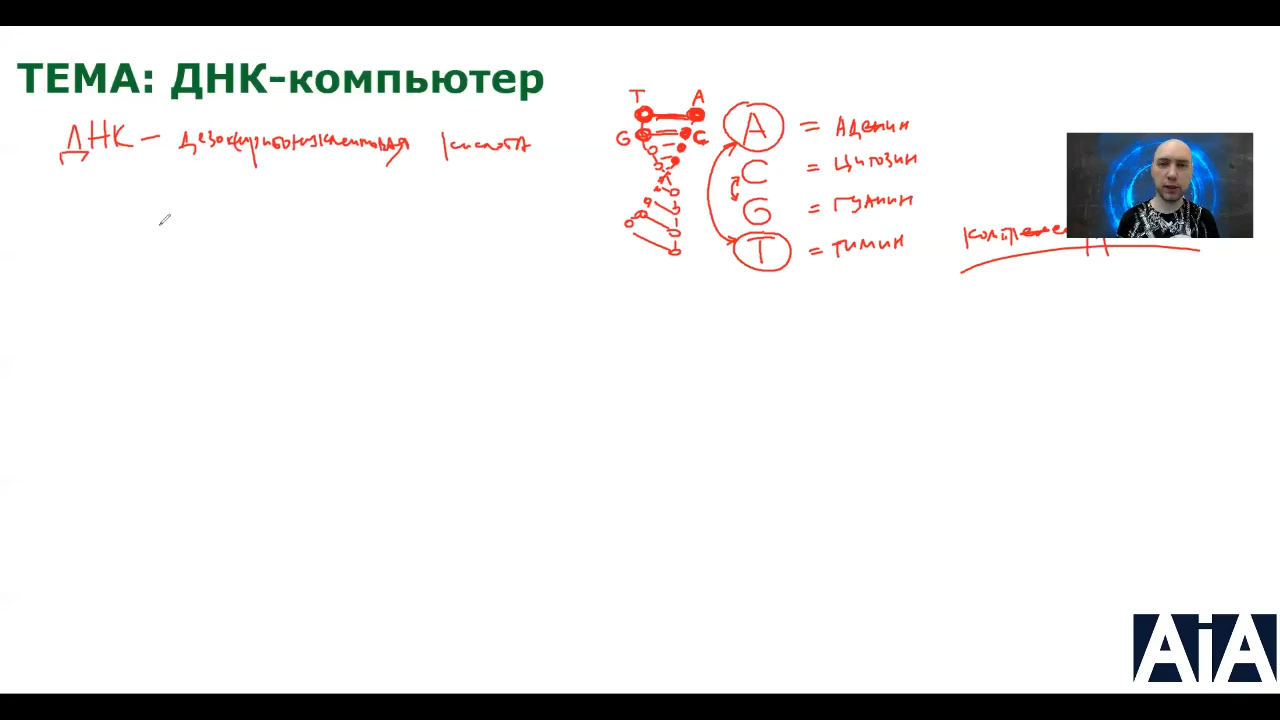 ТЕМА: ДНК-компьютер
ДНК – дезоксирибонуклеиновая кислота
T A
G C
A = Аденин
C = Цитозин
G = Гуанин
T = Тимин
AiA